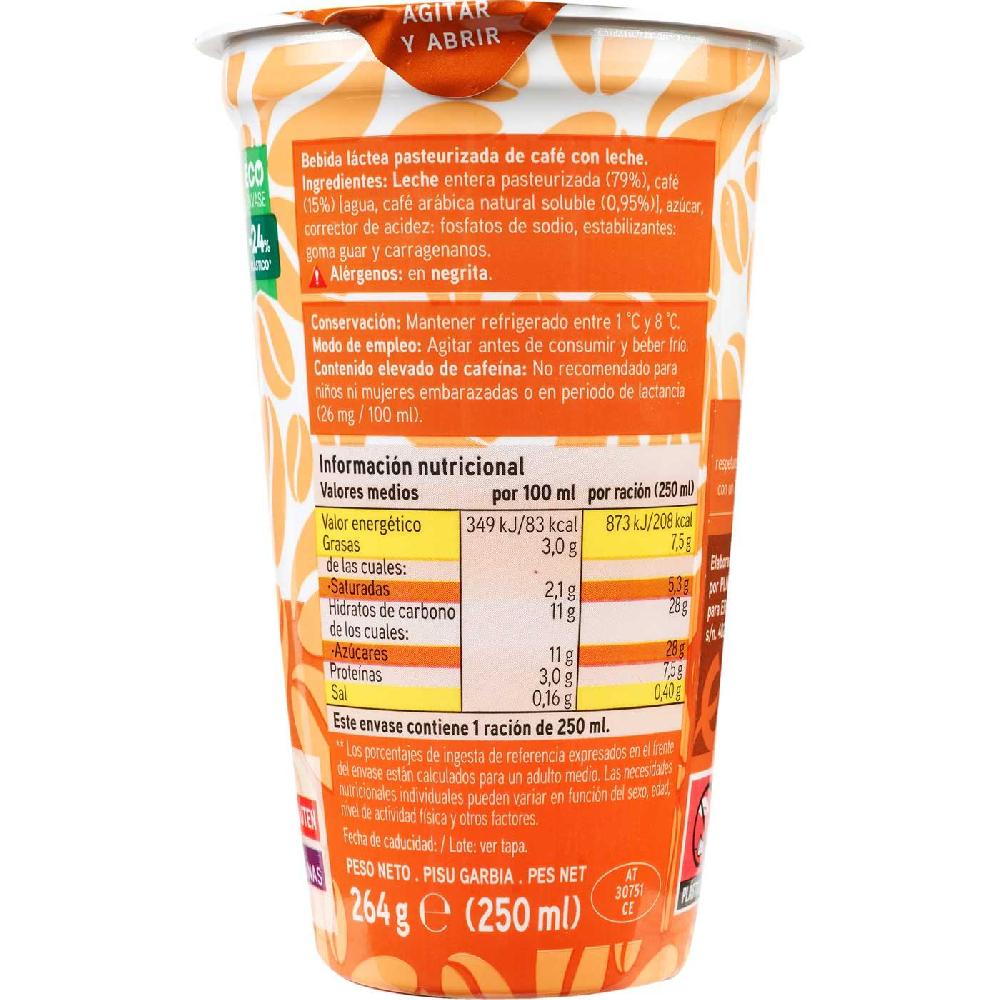 AGITAR
Y ABRIR
ECO
-24%
Bebida láctea pasteurizada de café con leche.
Ingredientes: Leche entera pasteurizada (79%), café
(15%) [agua, café arábica natural soluble (0,95%)], azúcar,
corrector de acidez: fosfatos de sodio, estabilizantes:
goma guar y carragenanos.
Alérgenos: en negrita.
Conservación: Mantener refrigerado entre 1 °C y 8 °C.
Modo de empleo: Agitar antes de consumir y beber frío.
Contenido elevado de cafeína: No recomendado para
niños ni mujeres embarazadas o en periodo de lactancia
(26 mg / 100 ml).
Información nutricional
Valores medios por 100 ml por ración (250 ml)
Valor energético 349 kJ/83 kcal 873 kJ/208 kcal
Grasas 3,0 g 7,5 g
de las cuales:
-Saturadas 2,1 g 5,3 g
Hidratos de carbono 11 g 28 g
de los cuales:
-Azúcares 11 g 28 g
Proteínas 3,0 g 7,5 g
Sal 0,16 g 0,40 g
Este envase contiene 1 ración de 250 ml.
** Los porcentajes de ingesta de referencia expresados en el frente
del envase están calculados para un adulto medio. Las necesidades
nutricionales individuales pueden variar en función del sexo, edad,
nivel de actividad física y otros factores.
Fecha de caducidad: / Lote: ver tapa.
PESO NETO . PISU GARBIA . PES NET
264 g e (250 ml)
AT
30751
CE
por
para
s/n.